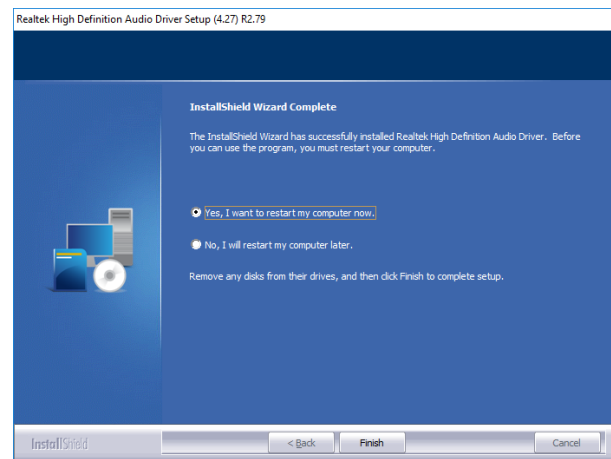 Realtek High Definition Audio Driver Setup (4.27) R2.79
InstallShield Wizard Complete
The InstallShield Wizard has successfully installed Realtek High Definition Audio Driver. Before
you can use the program, you must restart your computer.
Yes, I want to restart my computer now.
No, I will restart my computer later.
Remove any disks from their drives, and then click Finish to complete setup.
InstallShield
< Back
Finish
Cancel